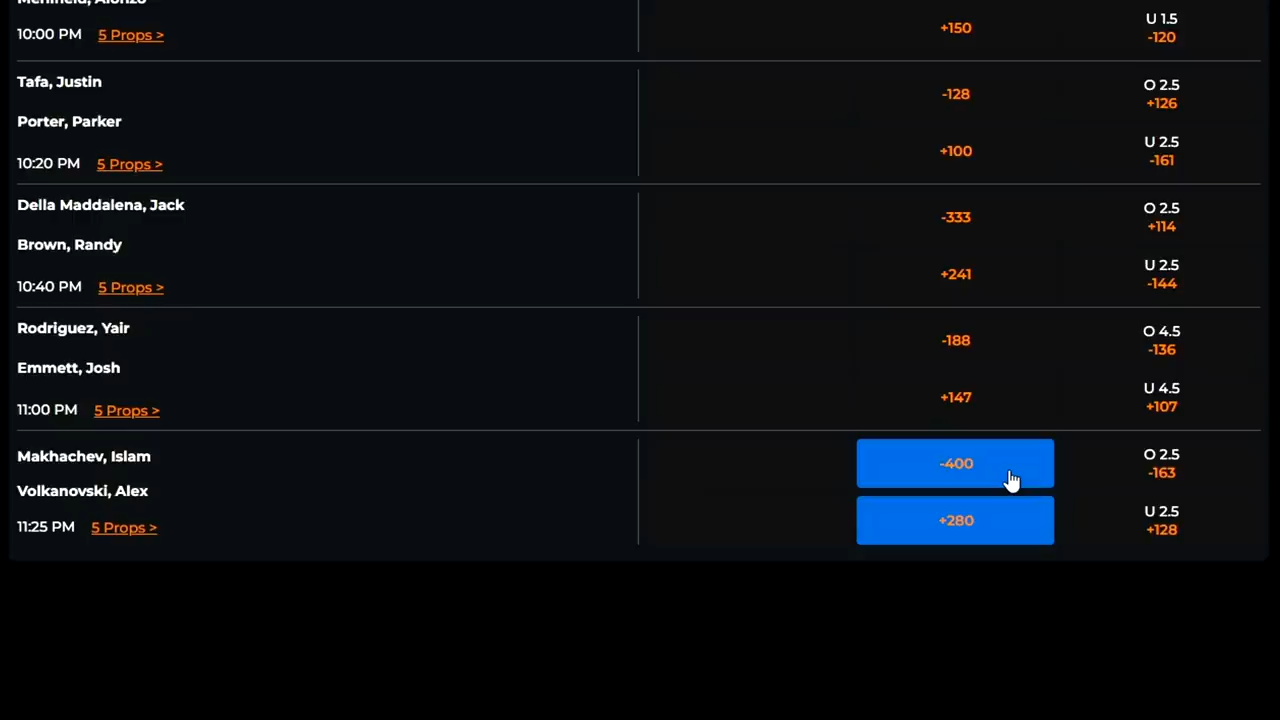 10:00 PM 5 Props > +150 U 1.5
-120
Tafa, Justin -128 O 2.5
+126
Porter, Parker +100 U 2.5
-161
10:20 PM 5 Props >
Della Maddalena, Jack -333 O 2.5
+114
Brown, Randy +241 U 2.5
-144
10:40 PM 5 Props >
Rodriguez, Yair -188 O 4.5
-136
Emmett, Josh +147 U 4.5
+107
11:00 PM 5 Props >
Makhachev, Islam -400 O 2.5
-163
Volkanovski, Alex +280 U 2.5
+128
11:25 PM 5 Props >